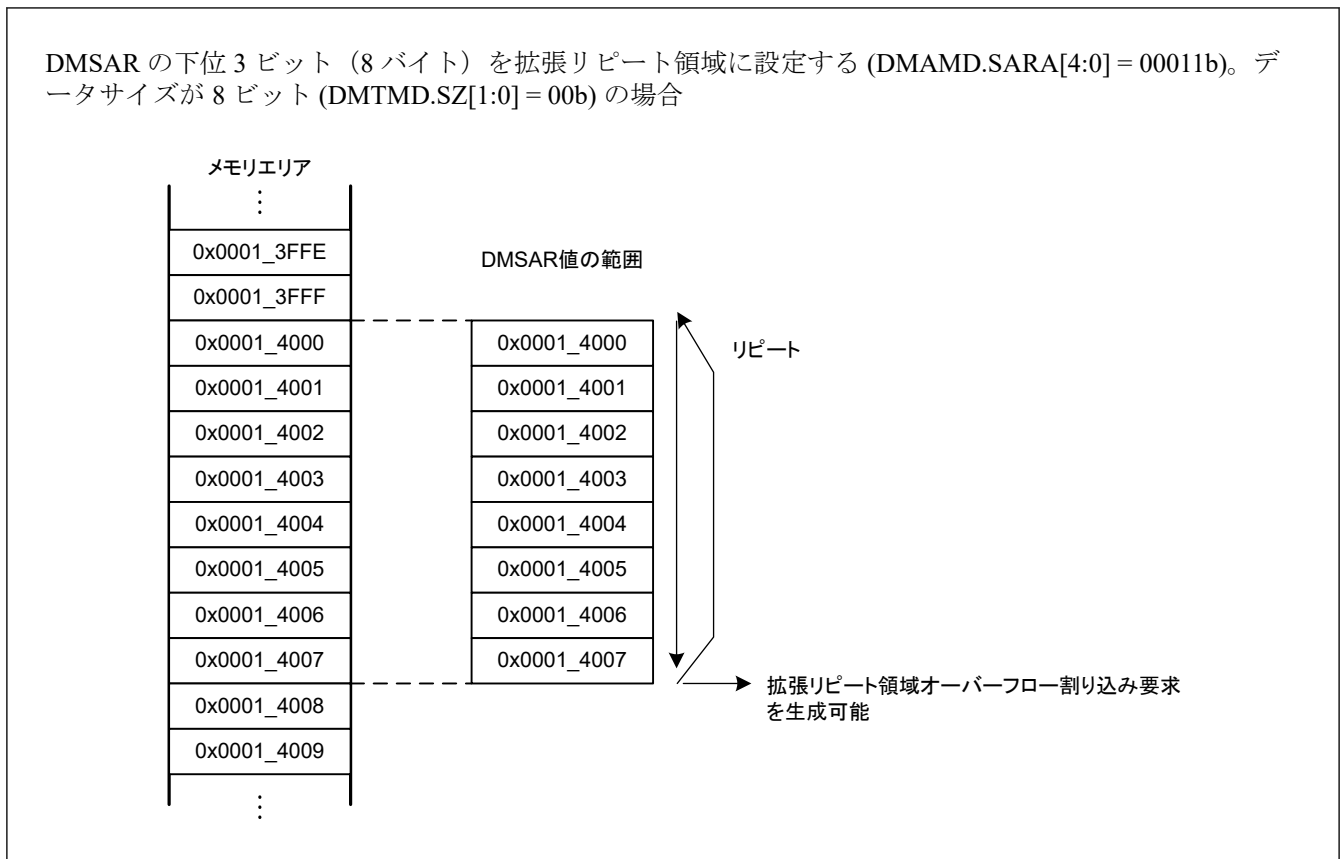 DMSAR の下位 3 ビット（8 バイト）を拡張リピート領域に設定する (DMAMD.SARA[4:0] = 00011b)。デ
ータサイズが 8 ビット (DMTMD.SZ[1:0] = 00b) の場合
メモリエリア
⋮
0x0001_3FFE
0x0001_3FFF
0x0001_4000
0x0001_4001
0x0001_4002
0x0001_4003
0x0001_4004
0x0001_4005
0x0001_4006
0x0001_4007
0x0001_4008
0x0001_4009
⋮
DMSAR値の範囲
0x0001_4000
0x0001_4001
0x0001_4002
0x0001_4003
0x0001_4004
0x0001_4005
0x0001_4006
0x0001_4007
リピート
拡張リピート領域オーバーフロー割り込み要求
を生成可能